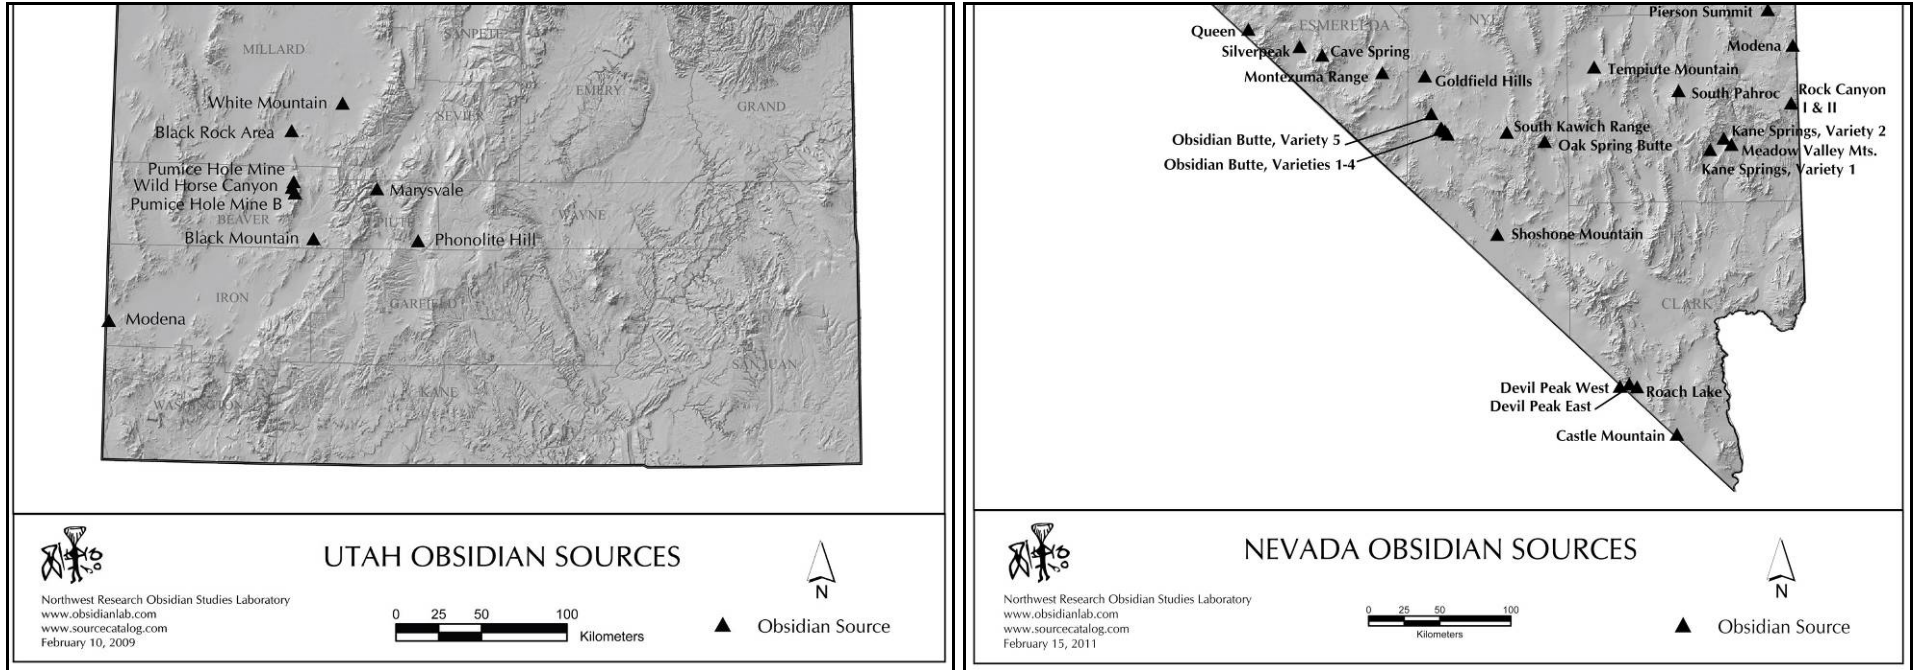 MILLARD
SANPETE
EMERY
GRAND
White Mountain
SEVIER
Black Rock Area
Pumice Hole Mine
Wild Horse Canyon
Marysvale
Pumice Hole Mine B
BEAVER
PIUTE
WAYNE
Black Mountain
Phonolite Hill
IRON
GARFIELD
Modena
SAN JUAN
KANE
WASHINGTON
UTAH OBSIDIAN SOURCES
N
Northwest Research Obsidian Studies Laboratory
www.obsidianlab.com
www.sourcecatalog.com
February 10, 2009
0 25 50 100
Kilometers
Obsidian Source
Pierson Summit
ESMERELDA
NYE
Queen
Silverpeak
Cave Spring
Modena
Montezuma Range
Goldfield Hills
Tempiute Mountain
South Pahroc
Rock Canyon
I & II
Obsidian Butte, Variety 5
South Kawich Range
Kane Springs, Variety 2
Oak Spring Butte
Meadow Valley Mts.
Obsidian Butte, Varieties 1-4
Kane Springs, Variety 1
Shoshone Mountain
CLARK
Devil Peak West
Roach Lake
Devil Peak East
Castle Mountain
NEVADA OBSIDIAN SOURCES
N
Northwest Research Obsidian Studies Laboratory
www.obsidianlab.com
www.sourcecatalog.com
February 15, 2011
0 25 50 100
Kilometers
Obsidian Source